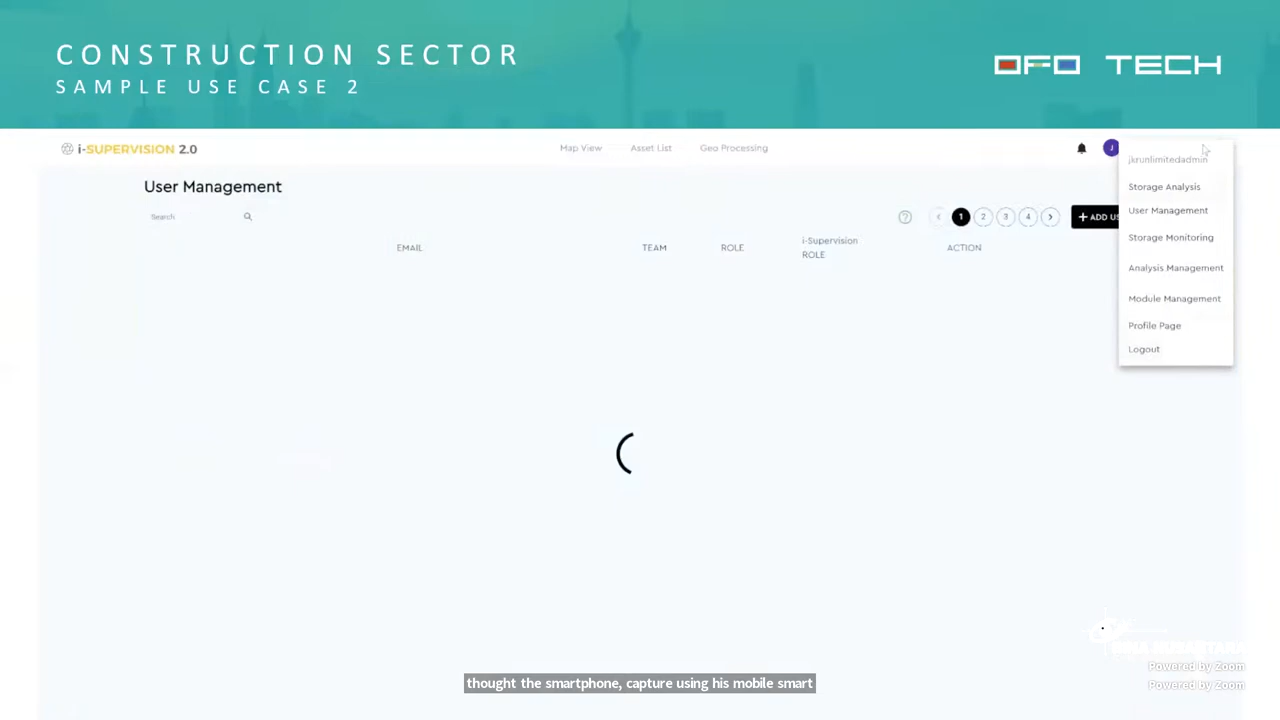 CONSTRUCTION SECTOR
SAMPLE USE CASE 2
OFO TECH
i-SUPERVISION 2.0
Map View
Asset List
Geo Processing
J
jkrunlimitedadmin
Storage Analysis
User Management
Storage Monitoring
Analysis Management
Module Management
Profile Page
Logout
User Management
Search
?
1
2
3
4
+ ADD US
EMAIL
TEAM
ROLE
i-Supervision
ROLE
ACTION
Powered by Zoom
Powered by Zoom
thought the smartphone, capture using his mobile smart